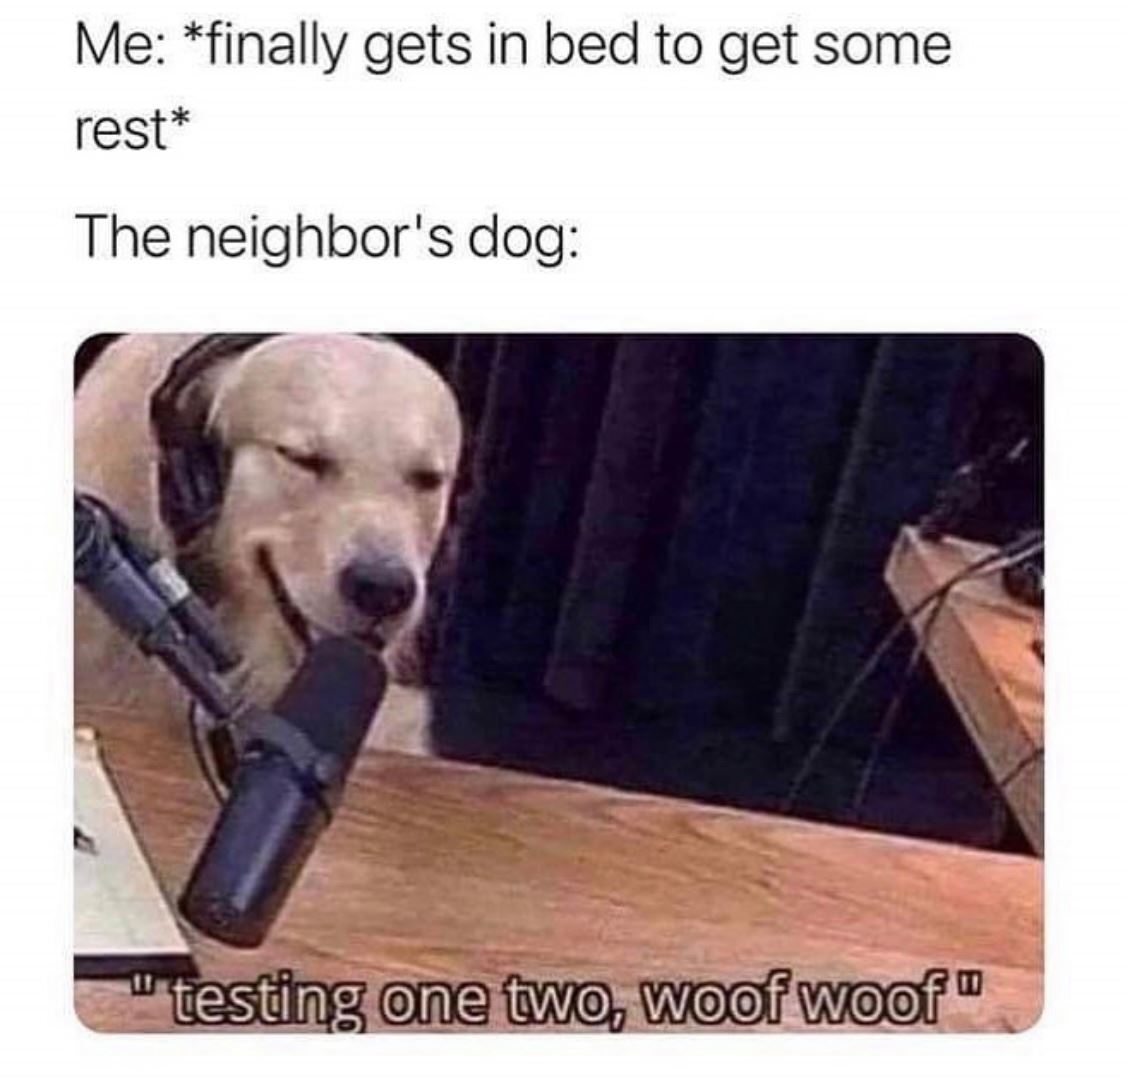 Me: *finally gets in bed to get some
rest*
The neighbor's dog:
" testing one two, woof woof "